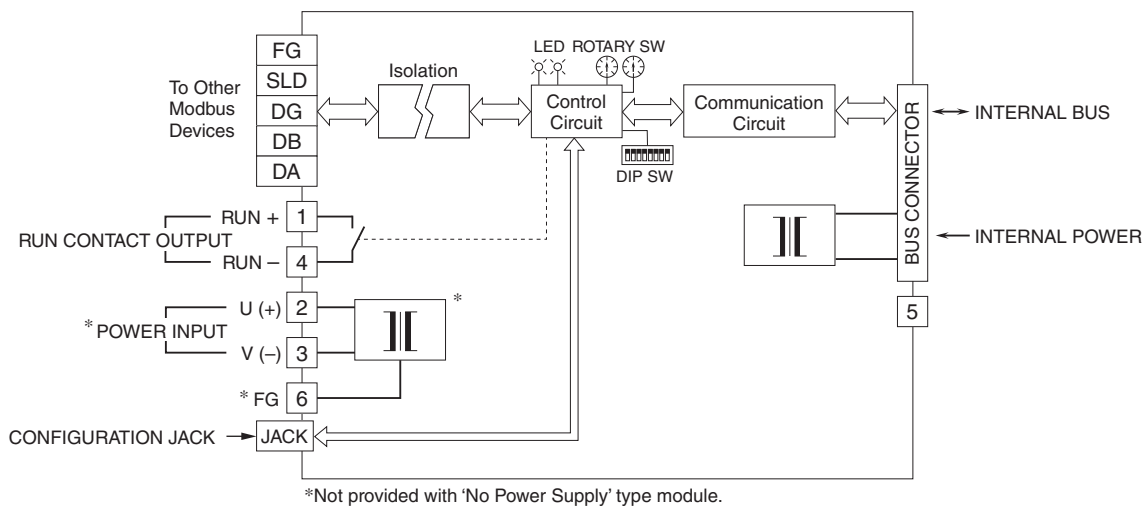 To Other
Modbus
Devices
FG
SLD
DG
DB
DA
Isolation
LED ROTARY SW
Control
Circuit
DIP SW
Communication
Circuit
BUS CONNECTOR
INTERNAL BUS
INTERNAL POWER
5
RUN CONTACT OUTPUT
RUN + 1
RUN – 4
*POWER INPUT
U (+) 2
V (–) 3
*
* FG 6
CONFIGURATION JACK
JACK
*Not provided with ‘No Power Supply’ type module.